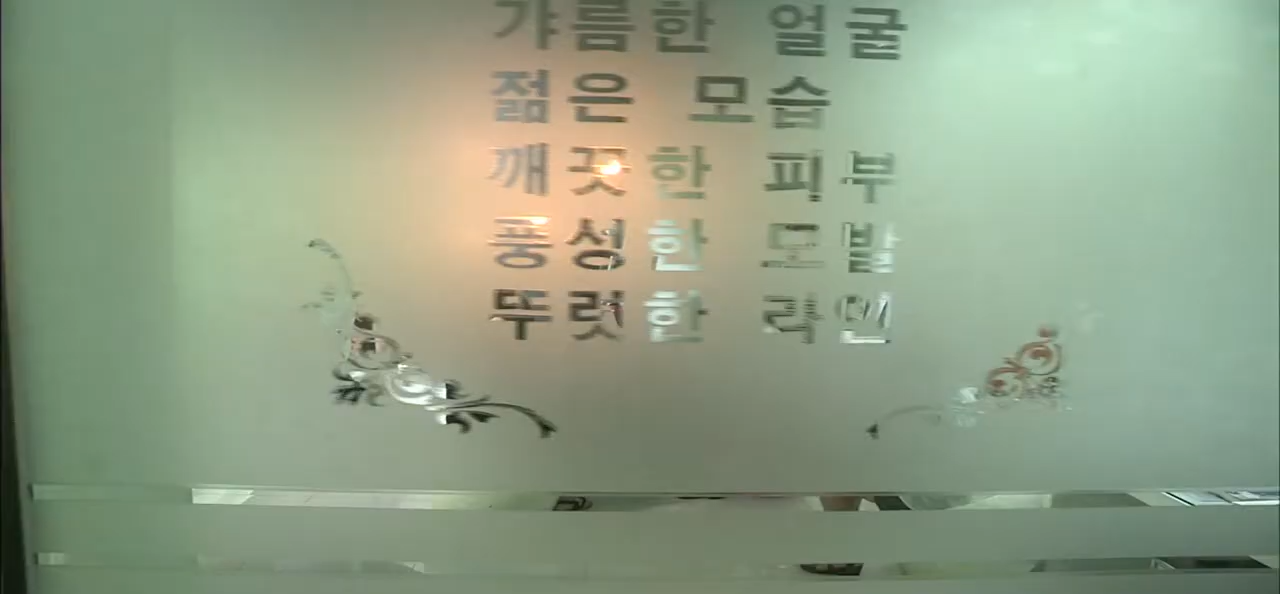 갸름한 얼굴
젊은 모습
깨끗한 피부
풍성한 모발
뚜렷한 라인